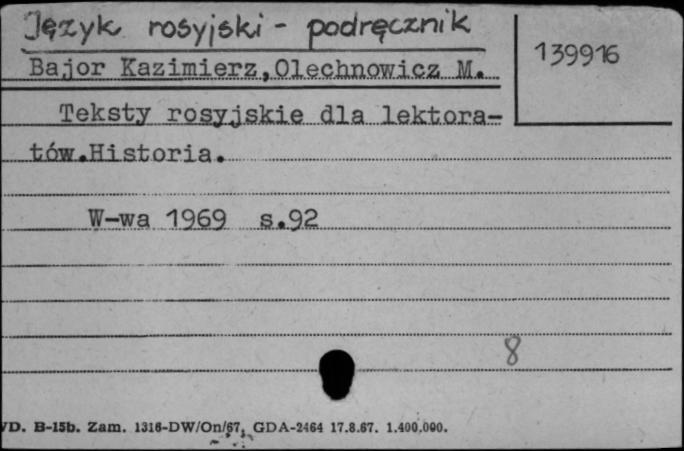 Język rosyjski - podręcznik
139916
Bajor Kazimierz,Olechnowicz M.
Teksty rosyjskie dla lektora-
tów.Historia.
W-wa 1969 s.92
8
VD. B-15b. Zam. 1316-DW/On/67, GDA-2464 17.8.67. 1.400.000.